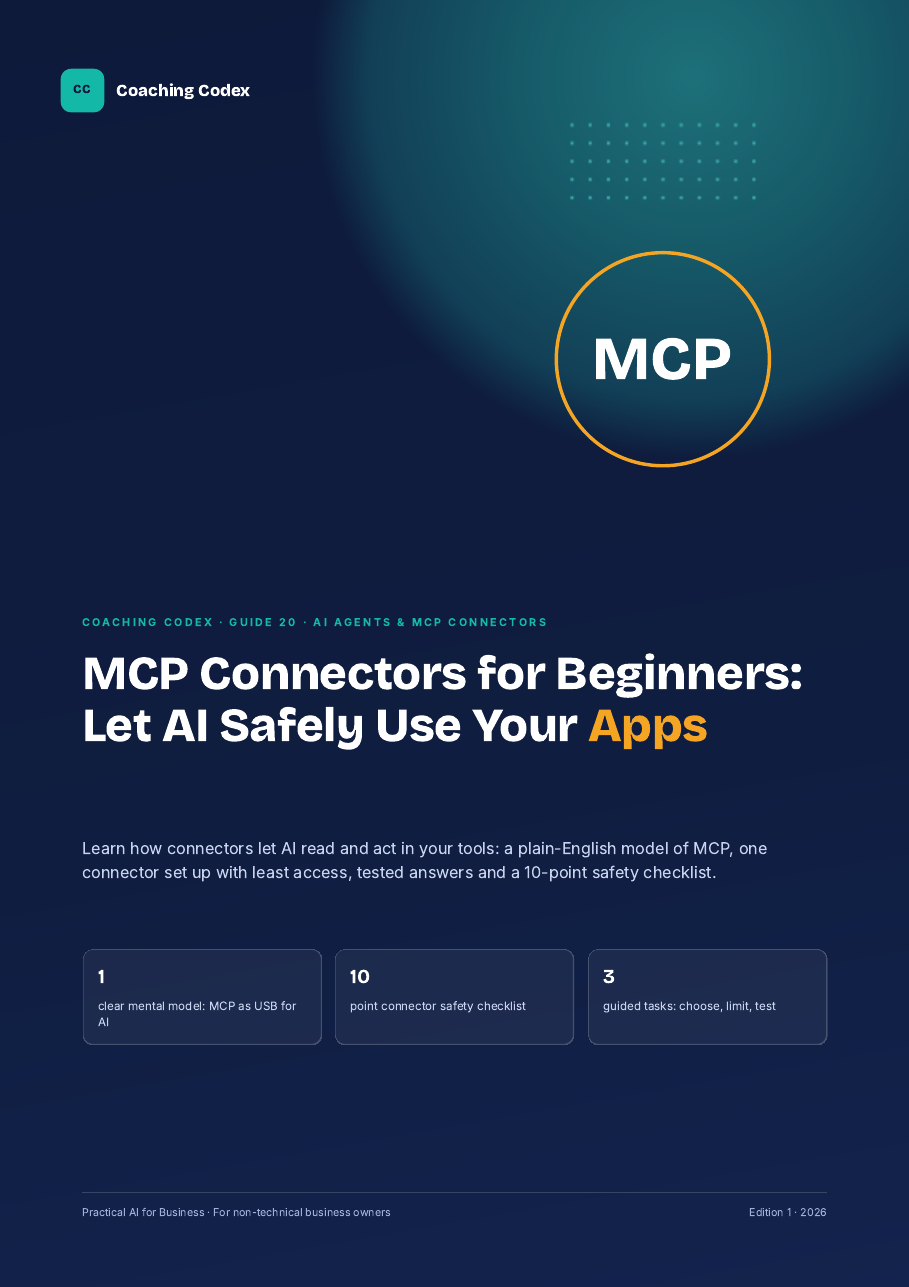 CC
Coaching Codex
MCP
COACHING CODEX · GUIDE 20 · AI AGENTS & MCP CONNECTORS
MCP Connectors for Beginners:
Let AI Safely Use Your Apps
Learn how connectors let AI read and act in your tools: a plain-English model of MCP, one
connector set up with least access, tested answers and a 10-point safety checklist.
1
clear mental model: MCP as USB for
AI
10
point connector safety checklist
3
guided tasks: choose, limit, test
Practical AI for Business · For non-technical business owners
Edition 1 · 2026